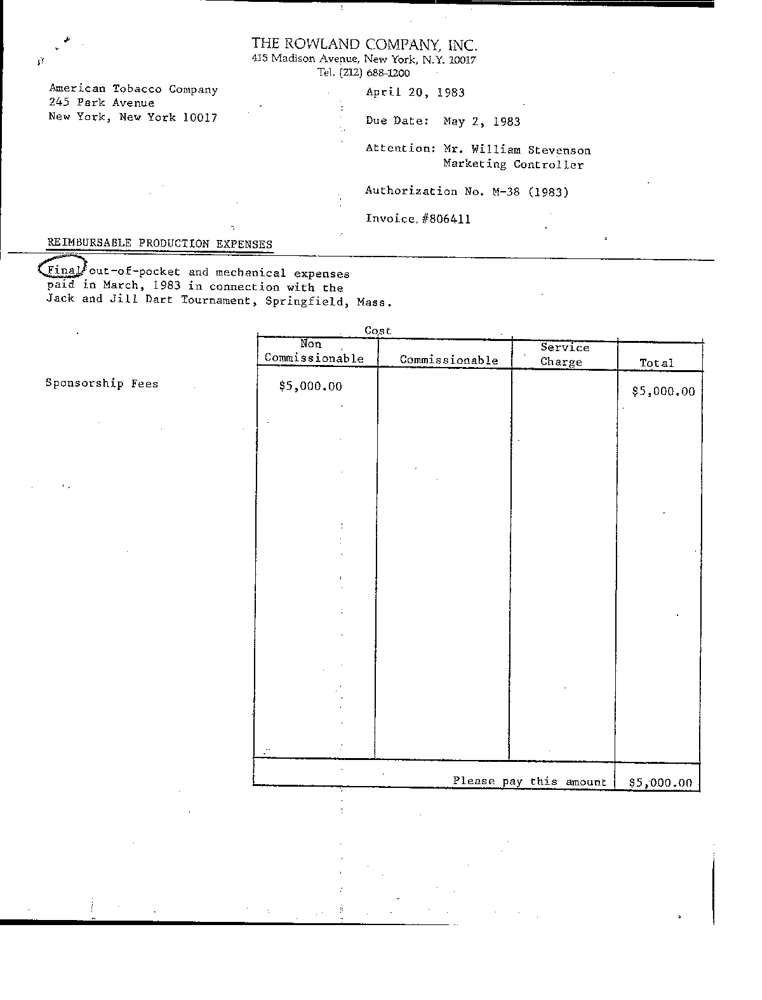 THE ROWLAND COMPANY, INC.
415 Madison Avenue, New York, N.Y. 10017
Tel. (212) 688-1200
American Tobacco Company
245 Park Avenue
New York, New York 10017
April 20, 1983
Due Date: May 2, 1983
Attention: Mr. William Stevenson
Marketing Controller
Authorization No. M-38 (1983)
Invoice #806411
REIMBURSABLE PRODUCTION EXPENSES
Final out-of-pocket and mechanical expenses
paid in March, 1983 in connection with the
Jack and Jill Dart Tournament, Springfield, Mass.
Cost
Non Commissionable
Commissionable
Service Charge
Total
Sponsorship Fees $5,000.00 $5,000.00
Please pay this amount $5,000.00